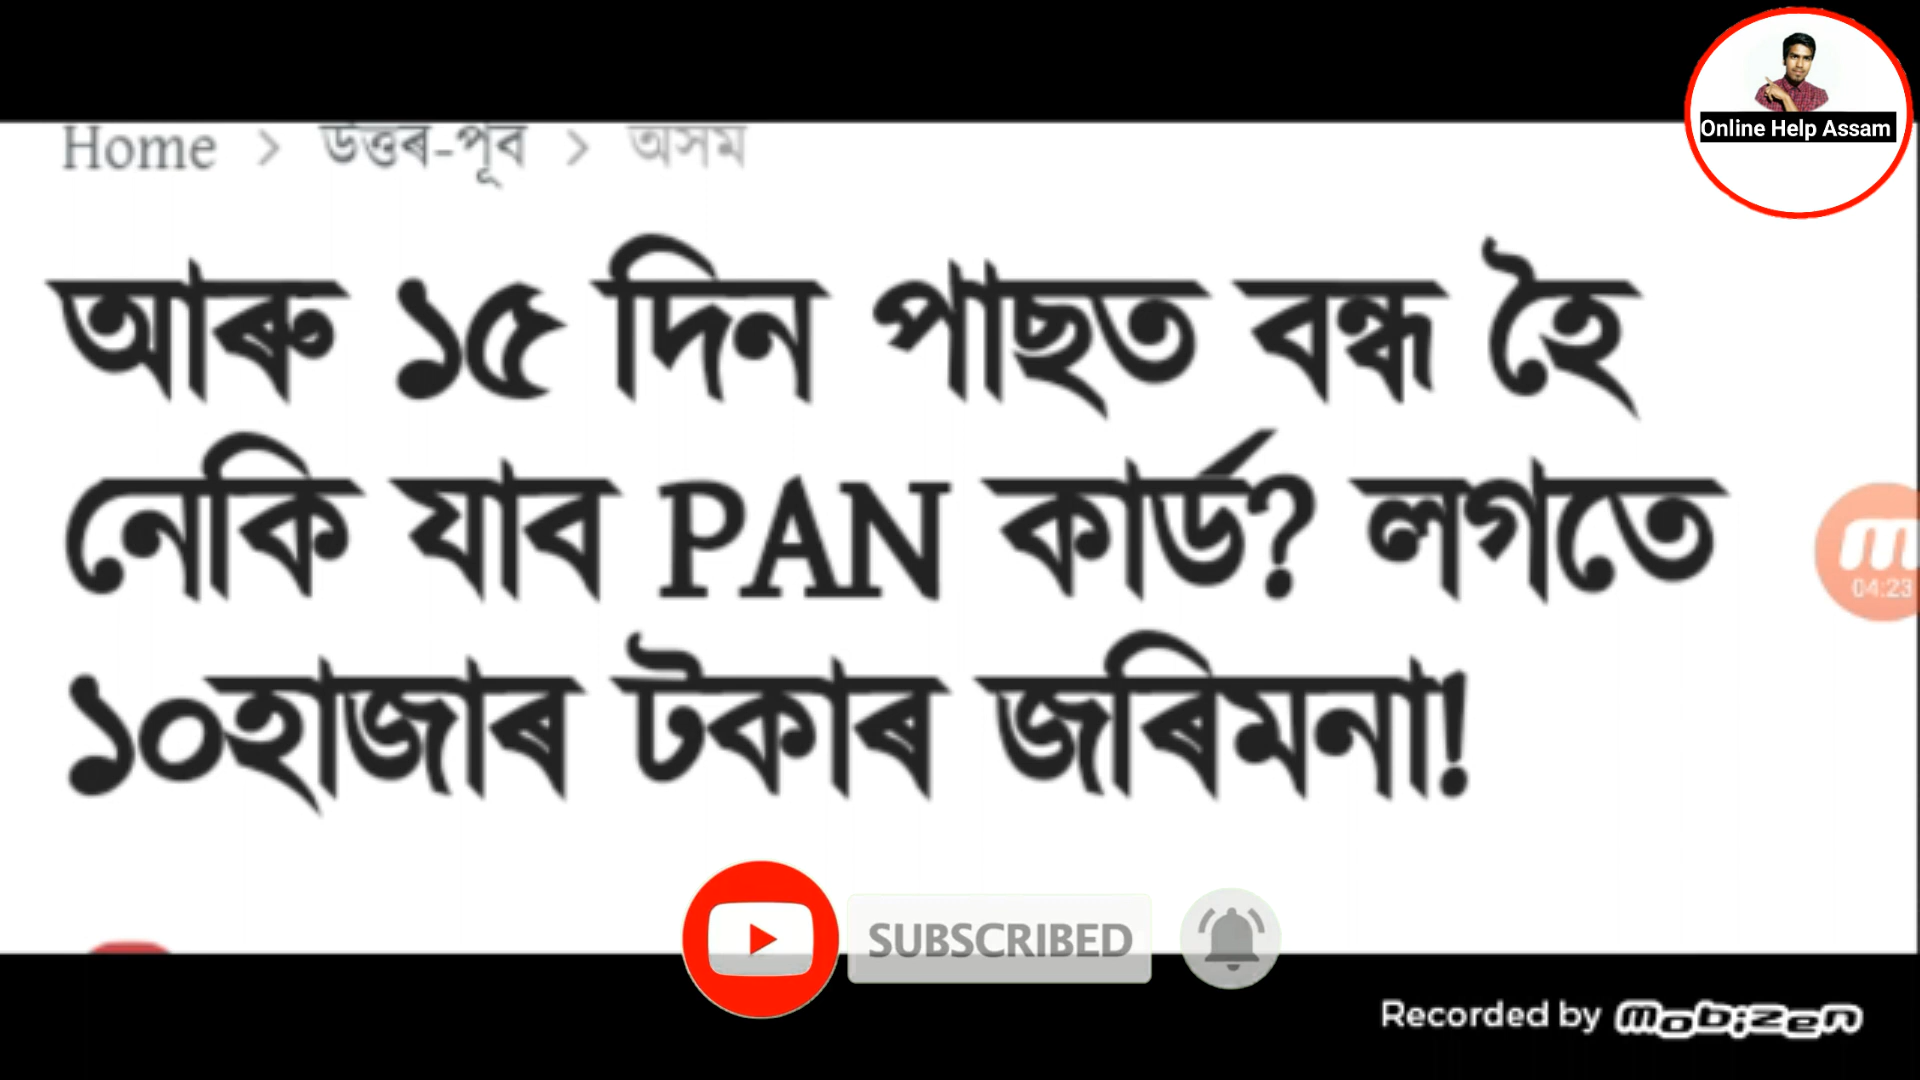 Online Help Assam
Home > উত্তৰ-পূব > অসম
আৰু ১৫ দিন পাছত বন্ধ হৈ
নেকি যাব PAN কাৰ্ড? লগতে
১০হাজাৰ টকাৰ জৰিমনা!
04:23
SUBSCRIBED
Recorded by mobizen